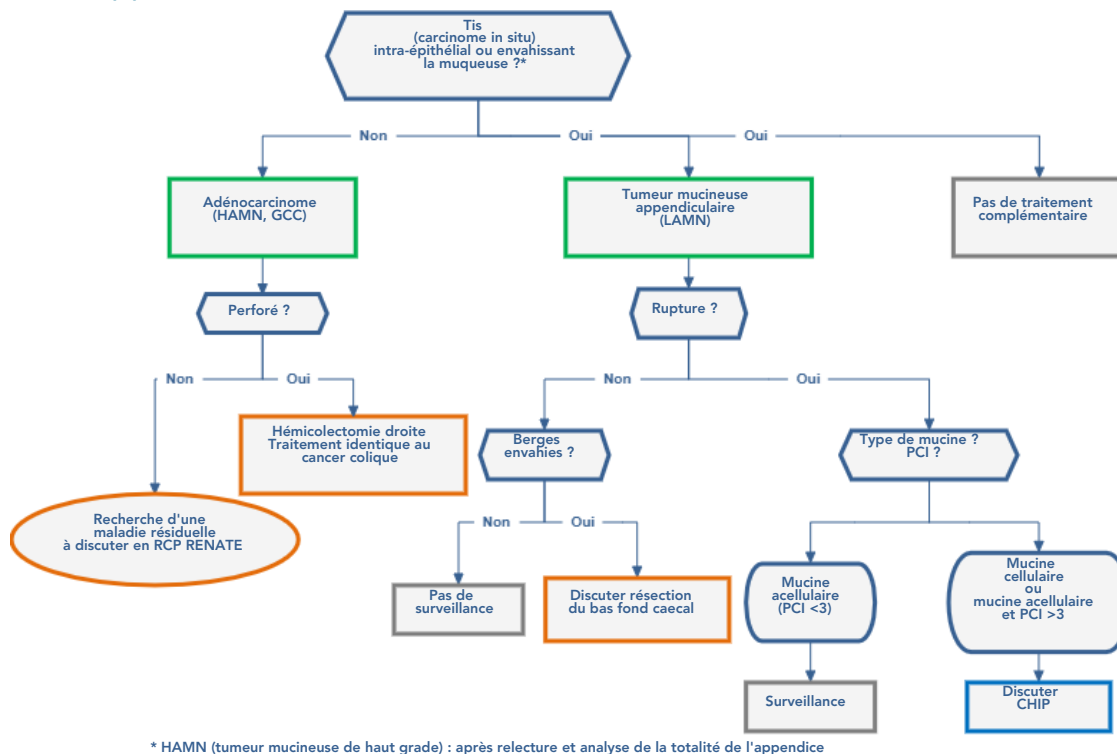 Tis
(carcinome in situ)
intra-épithélial ou envahissant
la muqueuse ?*
Non
Oui
Oui
Adénocarcinome
(HAMN, GCC)
Tumeur mucineuse
appendiculaire
(LAMN)
Pas de traitement
complémentaire
Perforé ?
Rupture ?
Non
Oui
Non
Oui
Hémicolectomie droite
Traitement identique au
cancer colique
Berges
envahies ?
Type de mucine ?
PCI ?
Recherche d'une
maladie résiduelle
à discuter en RCP RENATE
Non
Oui
Pas de
surveillance
Discuter résection
du bas fond caecal
Mucine
acellulaire
(PCI <3)
Mucine
cellulaire
ou
mucine acellulaire
et PCI >3
Surveillance
Discuter
CHIP
* HAMN (tumeur mucineuse de haut grade) : après relecture et analyse de la totalité de l'appendice